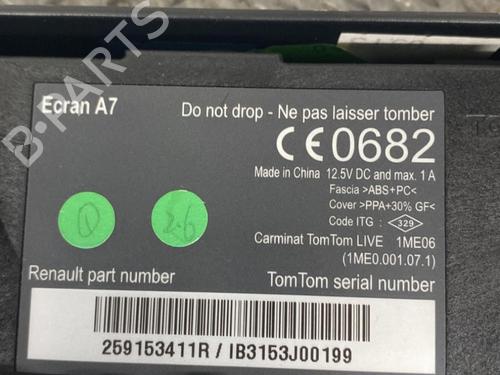 Ecran A7
Do not drop - Ne pas laisser tomber
CE0682
Made in China 12.5V DC and max. 1 A
Fascia >ABS+PC<
Cover >PPA+30% GF<
Code ITG : 329
Carminat TomTom LIVE 1ME06
(1ME0.001.07.1)
Renault part number
TomTom serial number
259153411R / IB3153J00199
B-PARTS